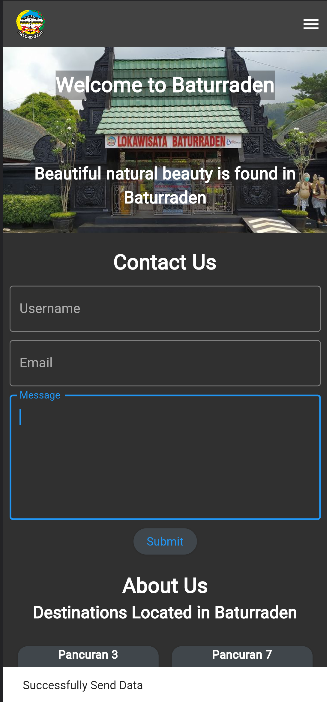 Welcome to Baturraden
LOKAWISATA BATURRADEN
Beautiful natural beauty is found in
Baturraden
Contact Us
Username
Email
Message
Submit
About Us
Destinations Located in Baturraden
Pancuran 3
Pancuran 7
Successfully Send Data